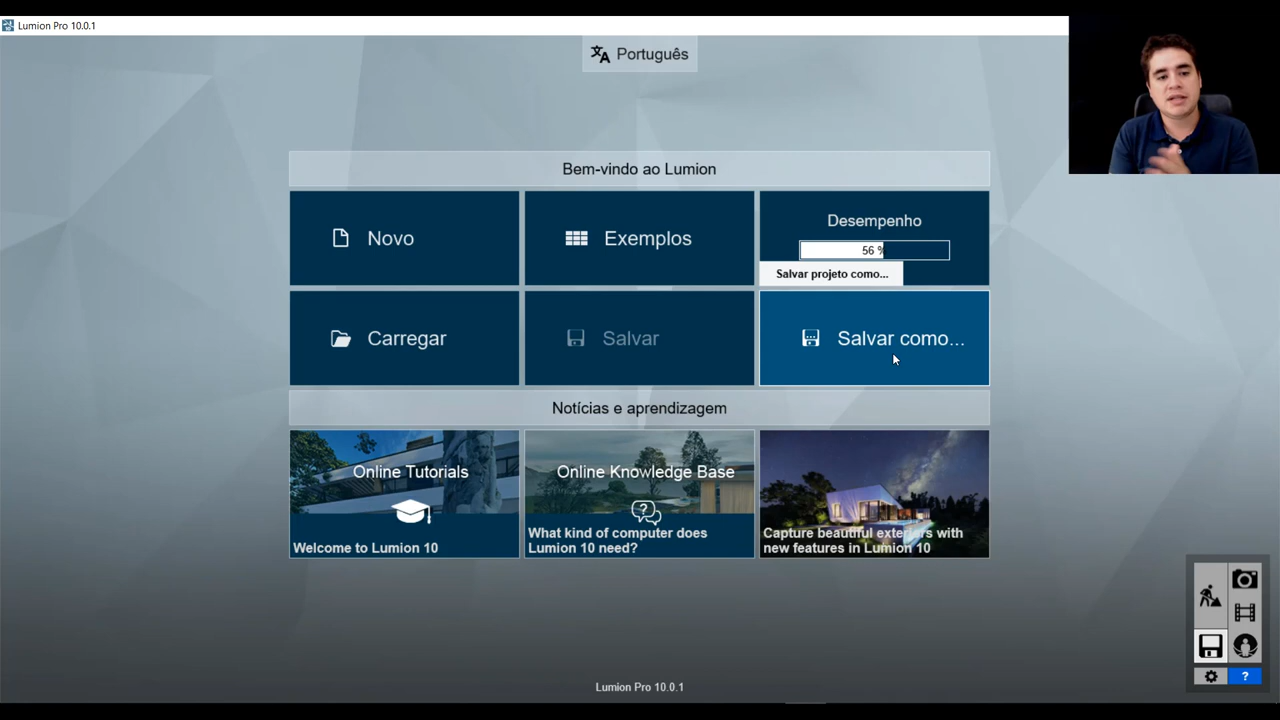 Lumion Pro 10.0.1
Português
Bem-vindo ao Lumion
Novo
Exemplos
Desempenho
56 %
Salvar projeto como...
Carregar
Salvar
Salvar como...
Notícias e aprendizagem
Online Tutorials
Welcome to Lumion 10
Online Knowledge Base
What kind of computer does
Lumion 10 need?
Capture beautiful exteriors with
new features in Lumion 10
?
Lumion Pro 10.0.1